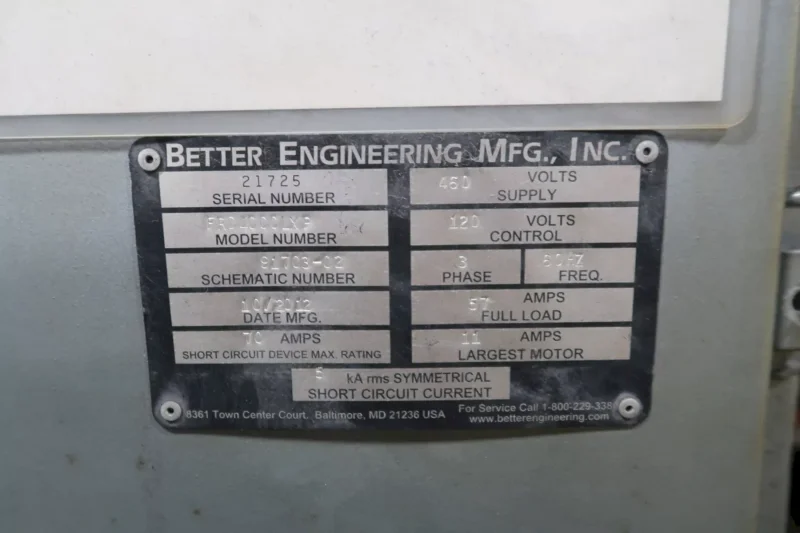 BETTER ENGINEERING MFG., INC.
21725
SERIAL NUMBER
460 VOLTS
SUPPLY
MODEL NUMBER
120 VOLTS
CONTROL
91703-02
SCHEMATIC NUMBER
3
PHASE
60HZ
FREQ.
10/2012
DATE MFG.
57 AMPS
FULL LOAD
70 AMPS
SHORT CIRCUIT DEVICE MAX. RATING
11 AMPS
LARGEST MOTOR
kA rms SYMMETRICAL
SHORT CIRCUIT CURRENT
8361 Town Center Court. Baltimore, MD 21236 USA
For Service Call
www.betterengineering.com